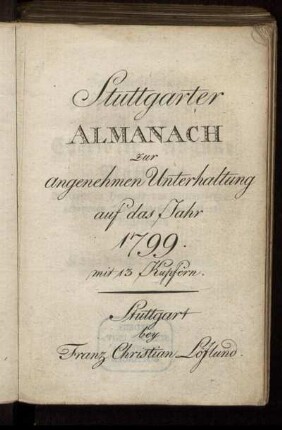 Stuttgarter
ALMANACH
zur
angenehmen Unterhaltung
auf das Jahr
1799.
mit 13 Kupfern.
Stuttgart
bey
Franz Christian Löflund.